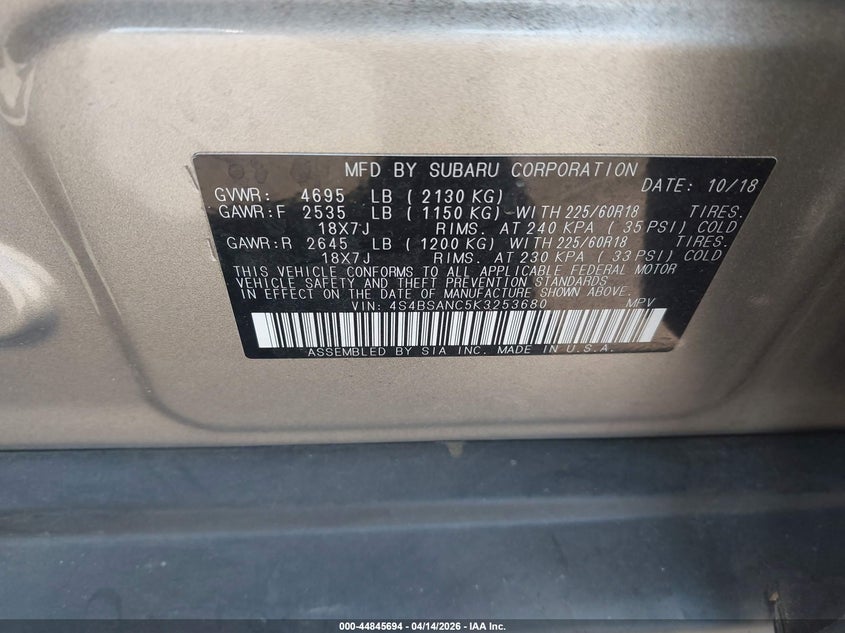 MFD BY SUBARU CORPORATION
DATE: 10/18
GVWR: 4695 LB ( 2130 KG)
GAWR:F 2535 LB ( 1150 KG) WITH 225/60R18 TIRES.
18X7J RIMS. AT 240 KPA ( 35 PSI) COLD
GAWR:R 2645 LB ( 1200 KG) WITH 225/60R18 TIRES.
18X7J RIMS. AT 230 KPA ( 33 PSI) COLD
THIS VEHICLE CONFORMS TO ALL APPLICABLE FEDERAL MOTOR
VEHICLE SAFETY AND THEFT PREVENTION STANDARDS
IN EFFECT ON THE DATE OF MANUFACTURE SHOWN ABOVE.
VIN: 4S4BSANC5K3253680 MPV
ASSEMBLED BY SIA INC. MADE IN U.S.A.
000-44845694 - 04/14/2026 - IAA Inc.